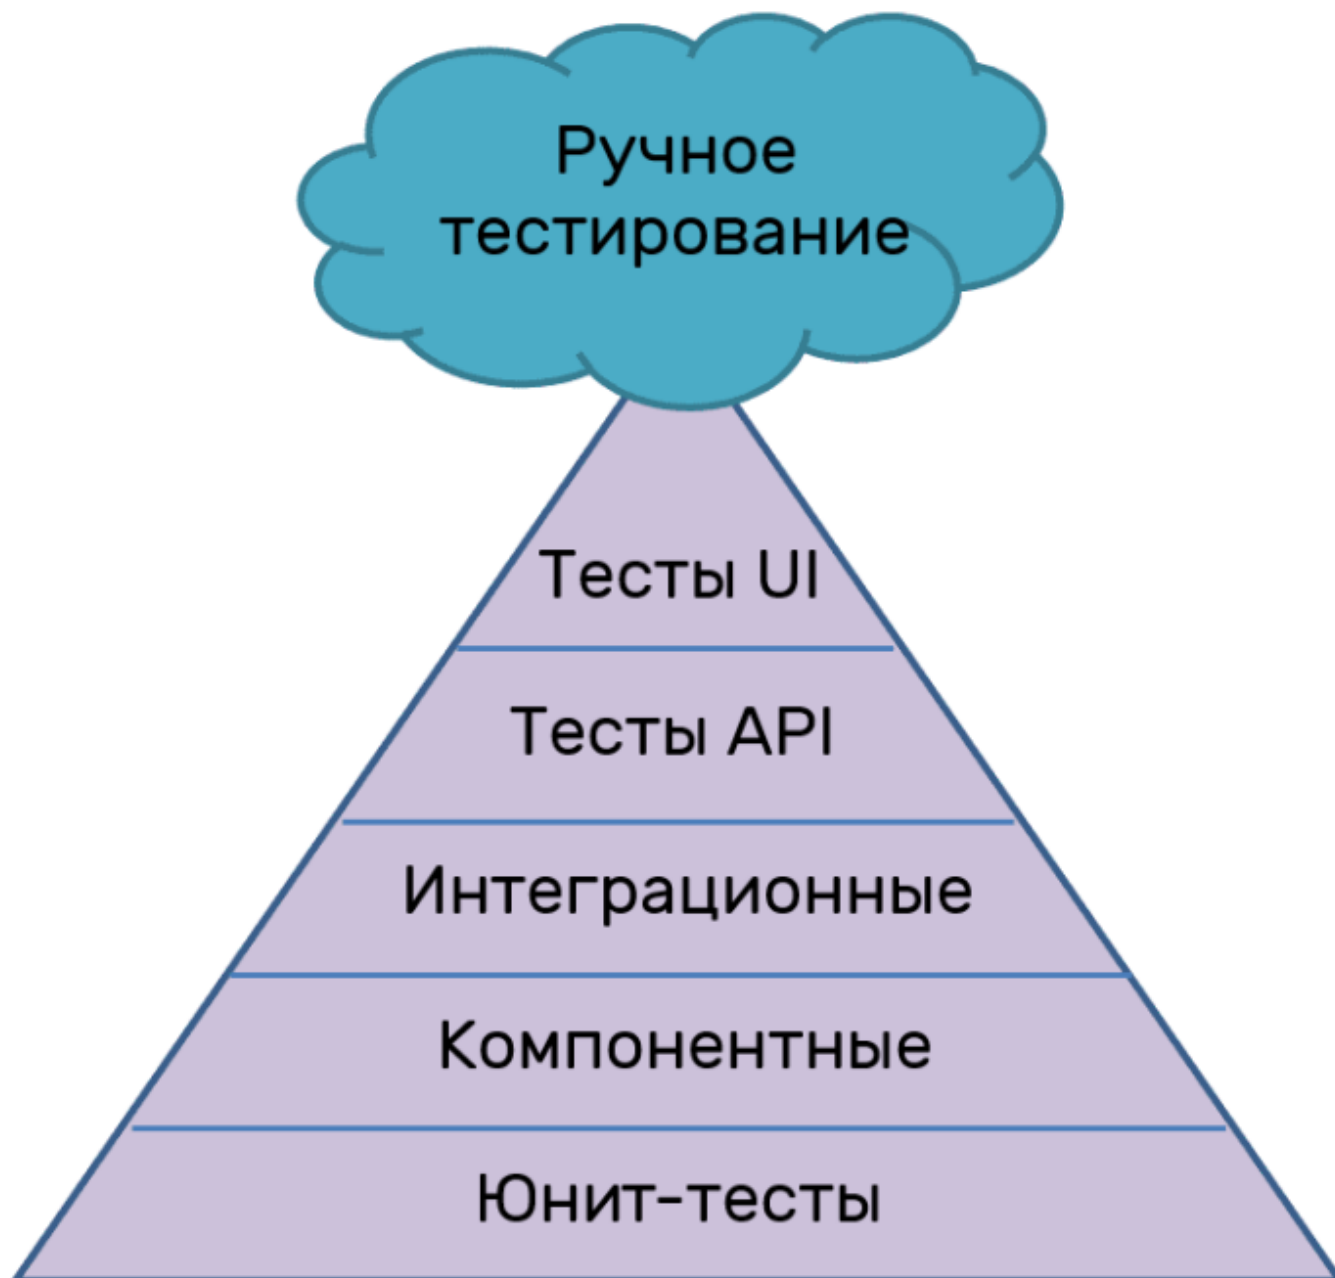 Ручное
тестирование
Тесты UI
Тесты API
Интеграционные
Компонентные
Юнит-тесты